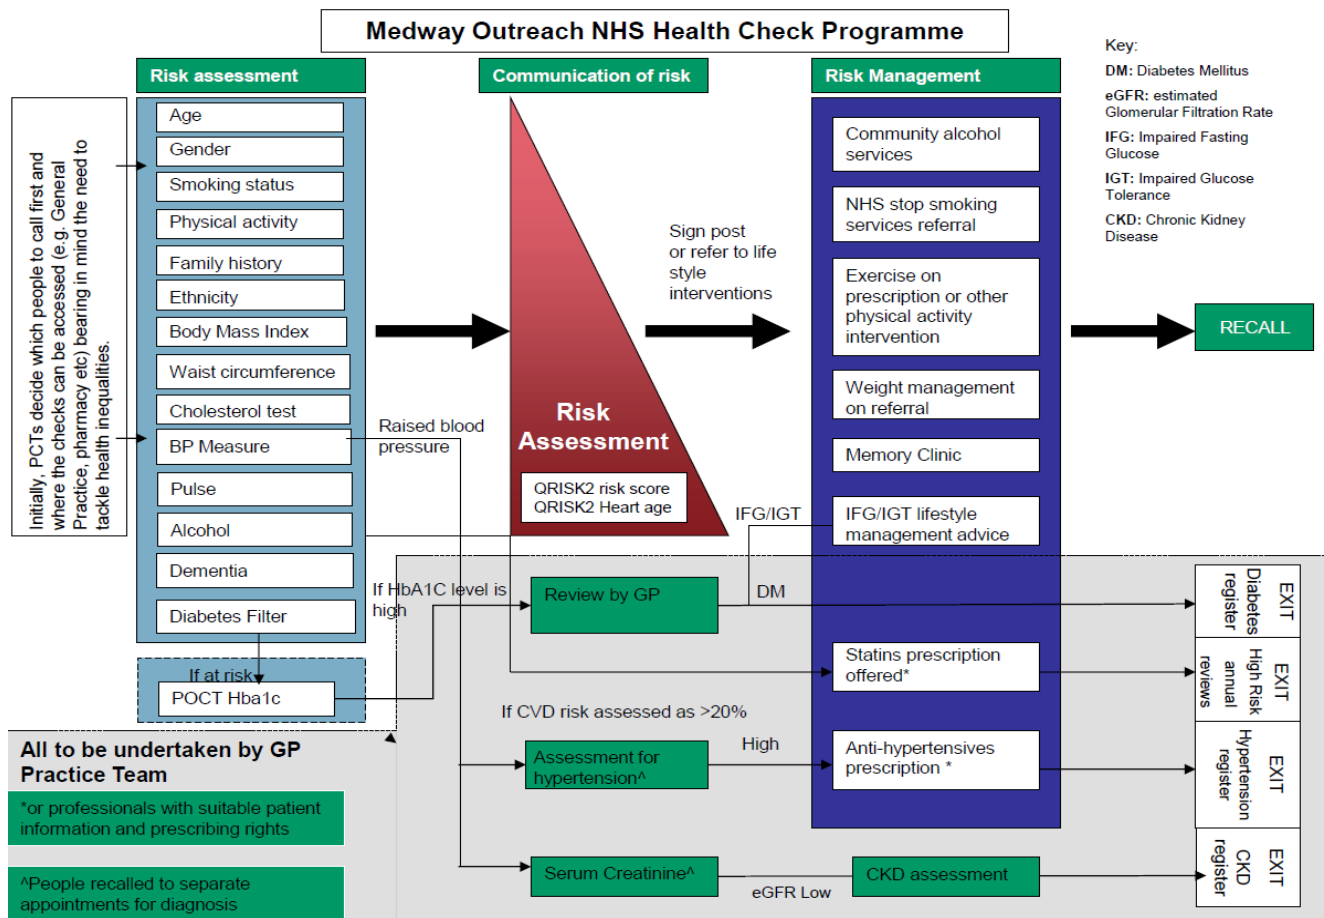 Medway Outreach NHS Health Check Programme
Key:
DM: Diabetes Mellitus
eGFR: estimated
Glomerular Filtration Rate
IFG: Impaired Fasting
Glucose
IGT: Impaired Glucose
Tolerance
CKD: Chronic Kidney
Disease
Risk assessment
Communication of risk
Risk Management
Initially, PCTs decide which people to call first and
where the checks can be accessed (e.g. General
Practice, pharmacy etc) bearing in mind the need to
tackle health inequalities.
Age
Gender
Smoking status
Physical activity
Family history
Ethnicity
Body Mass Index
Waist circumference
Cholesterol test
BP Measure
Pulse
Alcohol
Dementia
Diabetes Filter
If at risk
POCT Hba1c
Raised blood
pressure
If HbA1C level is
high
Risk
Assessment
QRISK2 risk score
QRISK2 Heart age
Sign post
or refer to life
style
interventions
Community alcohol
services
NHS stop smoking
services referral
Exercise on
prescription or other
physical activity
intervention
Weight management
on referral
Memory Clinic
IFG/IGT
IFG/IGT lifestyle
management advice
RECALL
Review by GP
DM
Statins prescription
offered*
If CVD risk assessed as >20%
Assessment for
hypertension^
High
Anti-hypertensives
prescription *
Serum Creatinine^
eGFR Low
CKD assessment
EXIT
Diabetes
register
EXIT
High Risk
annual
reviews
EXIT
Hypertension
register
EXIT
CKD
register
All to be undertaken by GP
Practice Team
*or professionals with suitable patient
information and prescribing rights
^People recalled to separate
appointments for diagnosis